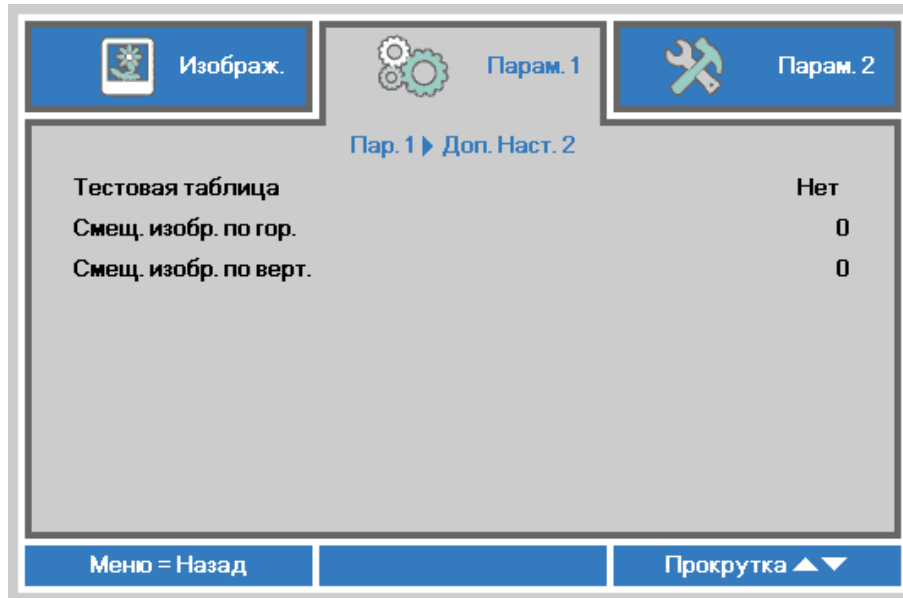 Изображ.
Парам. 1
Парам. 2
Пар. 1 ▶ Доп. Наст. 2
Тестовая таблица Нет
Смещ. изобр. по гор. 0
Смещ. изобр. по верт. 0
Меню = Назад
Прокрутка ▲▼